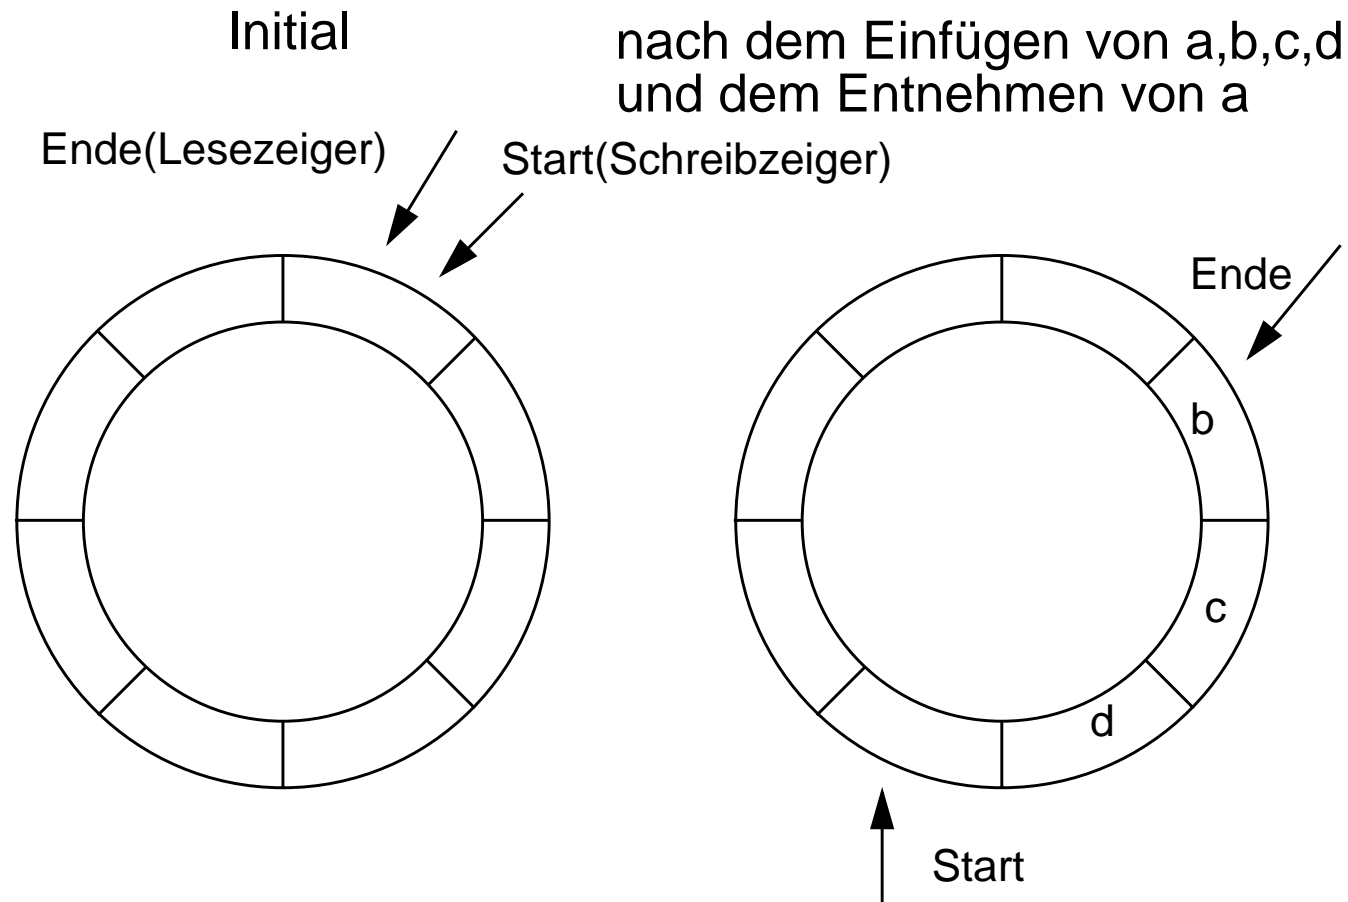 Initial
nach dem Einfügen von a,b,c,d
und dem Entnehmen von a
Ende(Lesezeiger)
Start(Schreibzeiger)
Ende
b
c
d
Start